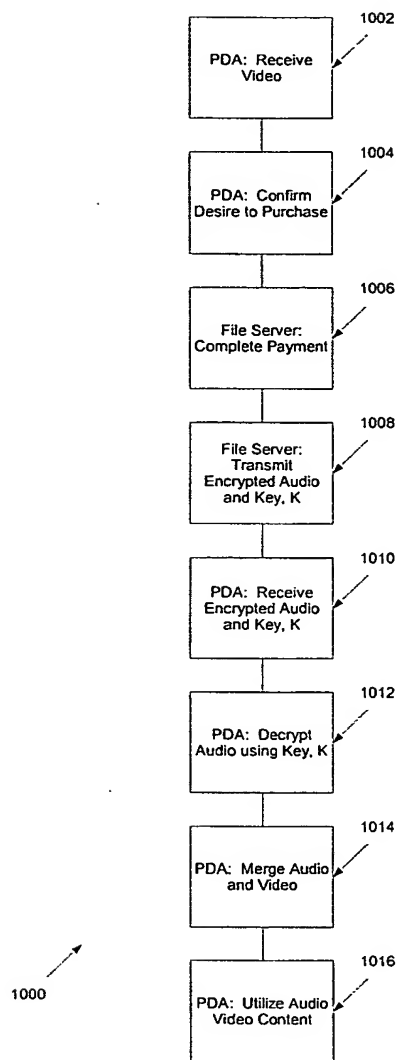 1002
PDA: Receive
Video
1004
PDA: Confirm
Desire to Purchase
1006
File Server:
Complete Payment
1008
File Server:
Transmit
Encrypted Audio
and Key, K
1010
PDA: Receive
Encrypted Audio
and Key, K
1012
PDA: Decrypt
Audio using Key, K
1014
PDA: Merge Audio
and Video
1016
PDA: Utilize Audio
Video Content
1000